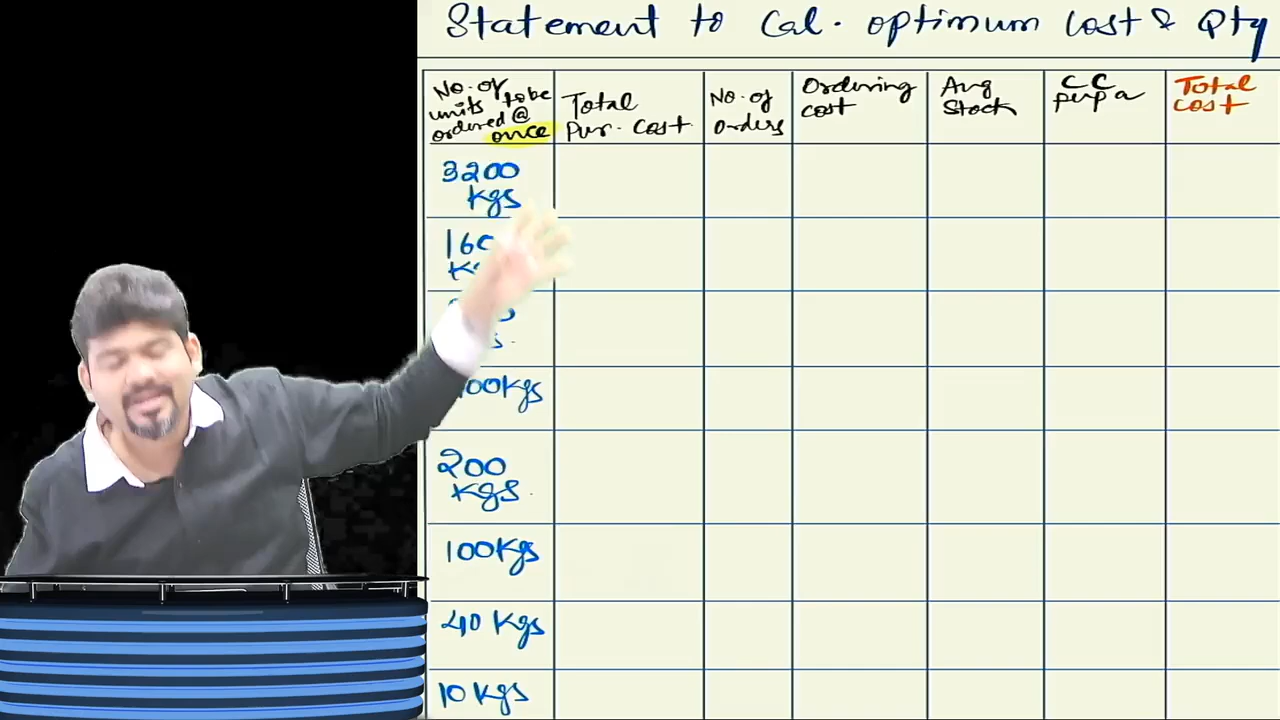 Statement to Cal. optimum Cost & Qty
No. of units to be ordered @ once
Total Pur. cost
No. of Orders
Ordering cost
Avg Stock
CC pupa
Total cost
3200 kgs
200 kgs
100 kgs
40 kgs
10 kgs